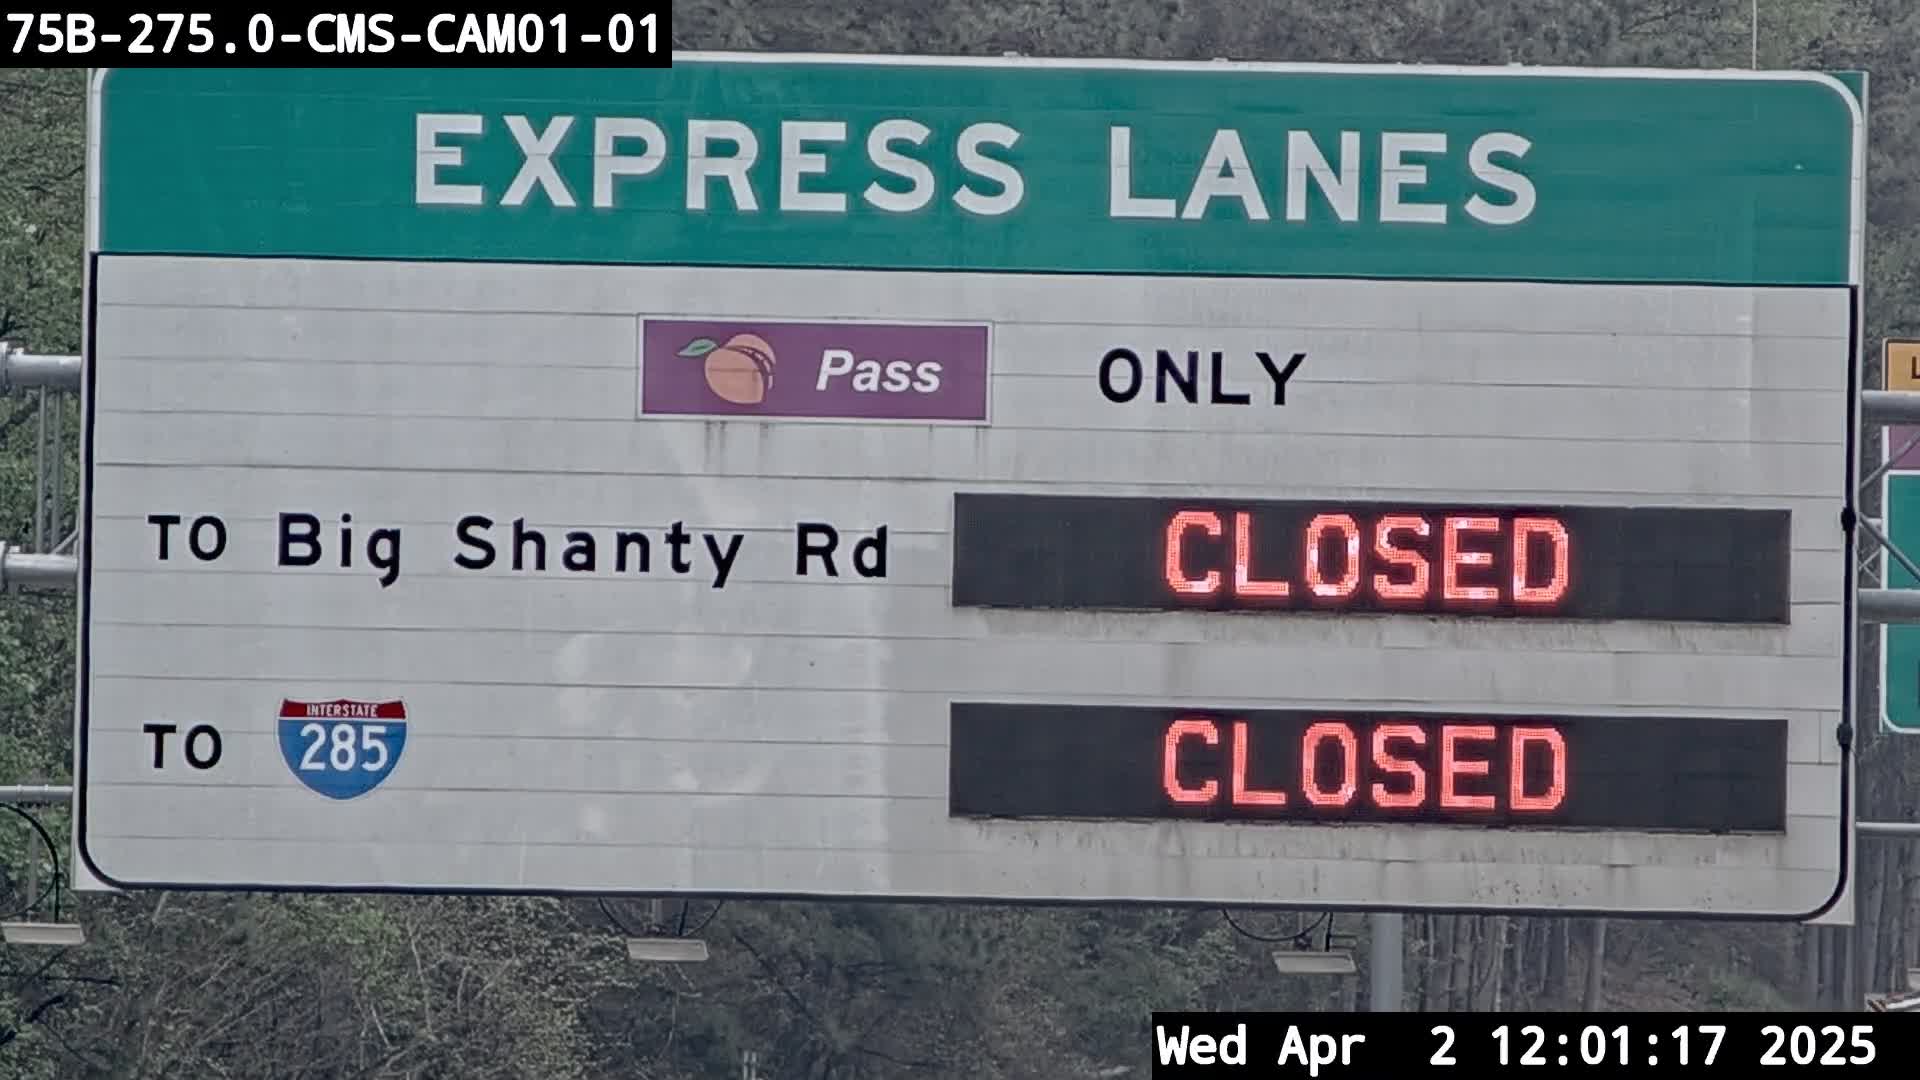 75B-275.0-CMS-CAM01-01
EXPRESS LANES
Pass ONLY
TO Big Shanty Rd CLOSED
TO INTERSTATE 285 CLOSED
Wed Apr 2 12:01:17 2025